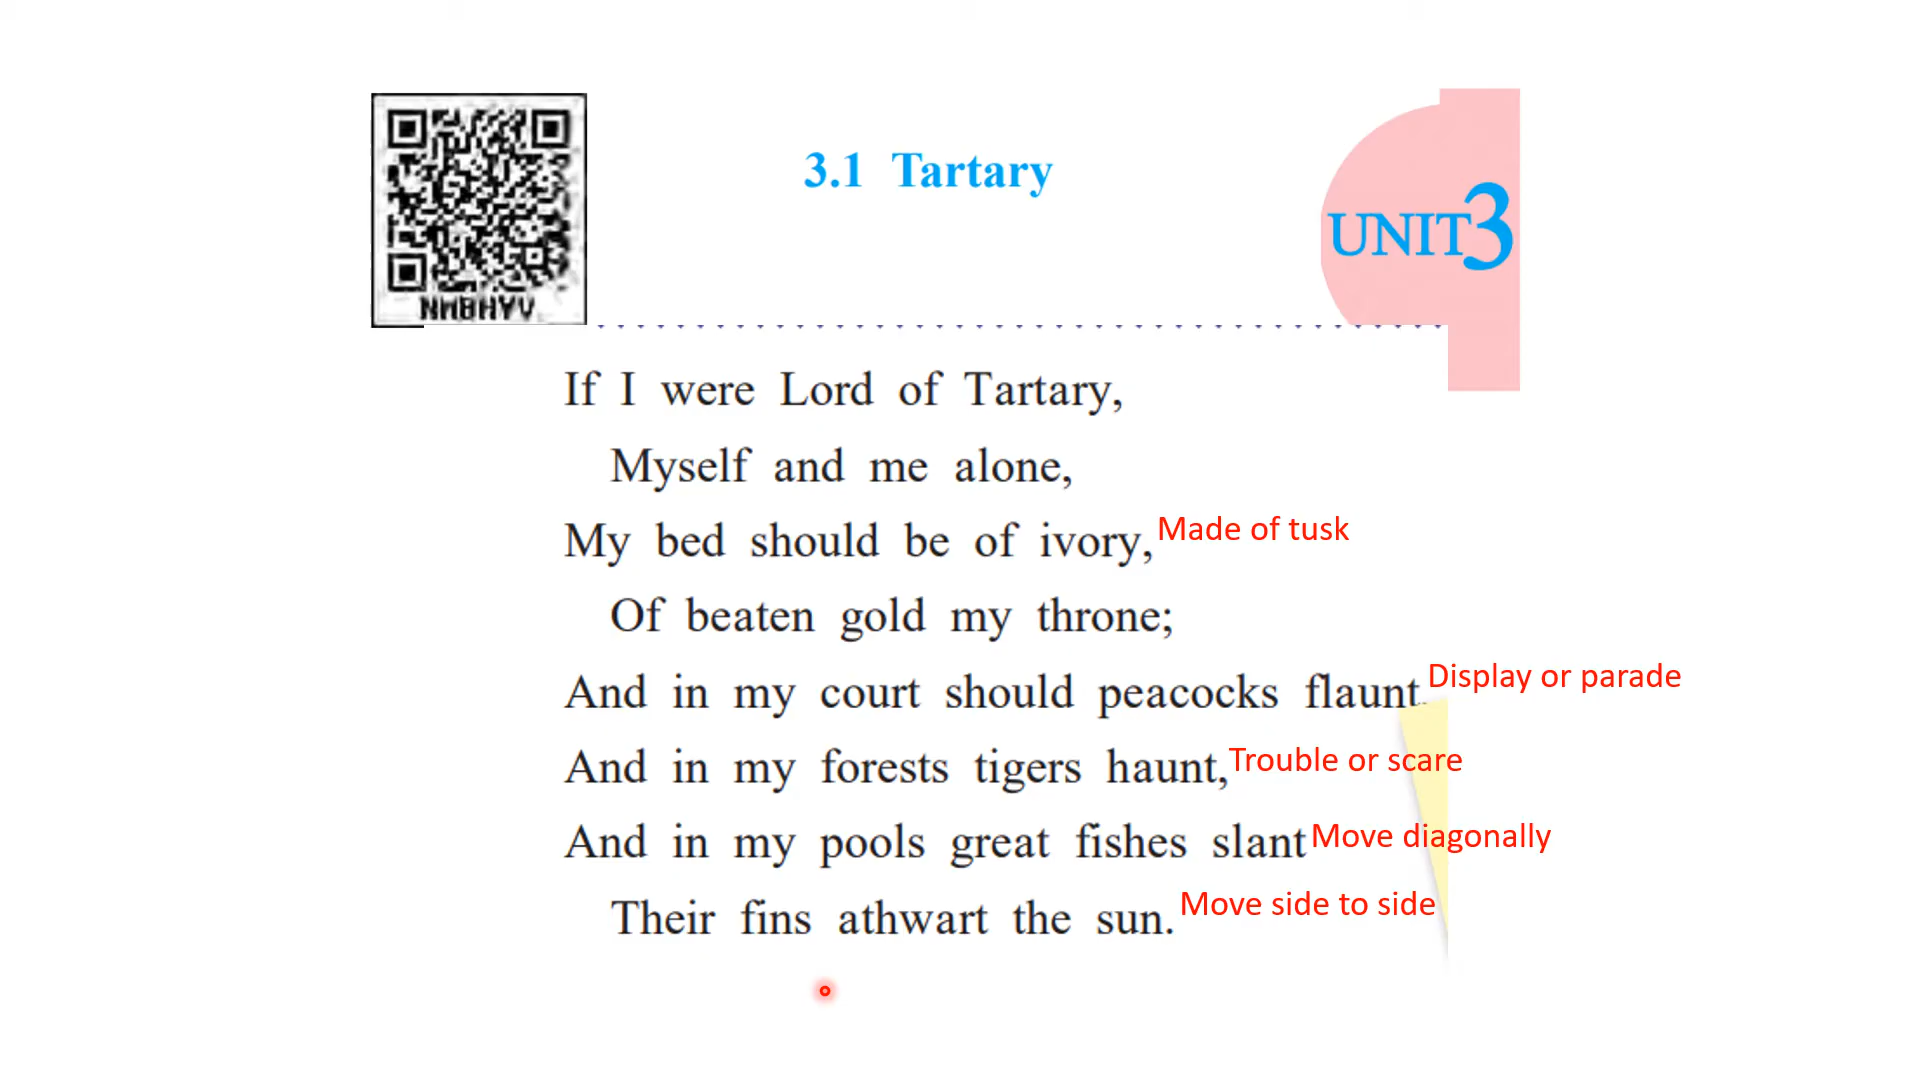 NMBHYV
3.1 Tartary
UNIT3
If I were Lord of Tartary,
Myself and me alone,
My bed should be of ivory, Made of tusk
Of beaten gold my throne;
And in my court should peacocks flaunt, Display or parade
And in my forests tigers haunt, Trouble or scare
And in my pools great fishes slant Move diagonally
Their fins athwart the sun. Move side to side